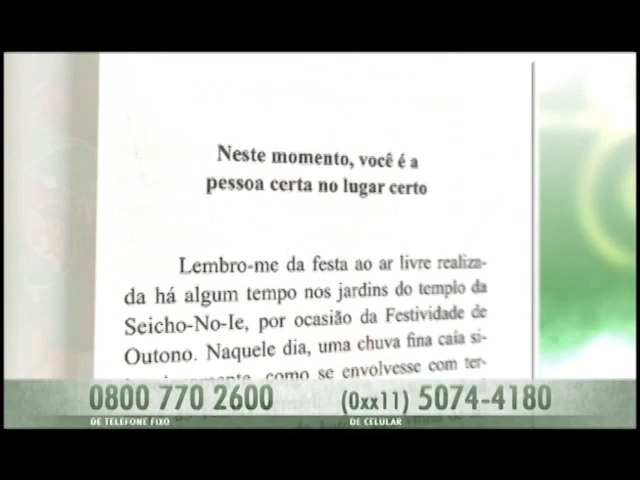 Neste momento, você é a
pessoa certa no lugar certo
Lembro-me da festa ao ar livre realiza-
da há algum tempo nos jardins do templo da
Seicho-No-Ie, por ocasião da Festividade de
Outono. Naquele dia, uma chuva fina caía si-
como se envolvesse com ter-
0800 770 2600
(0xx11) 5074-4180
DE TELEFONE FIXO
DE CELULAR